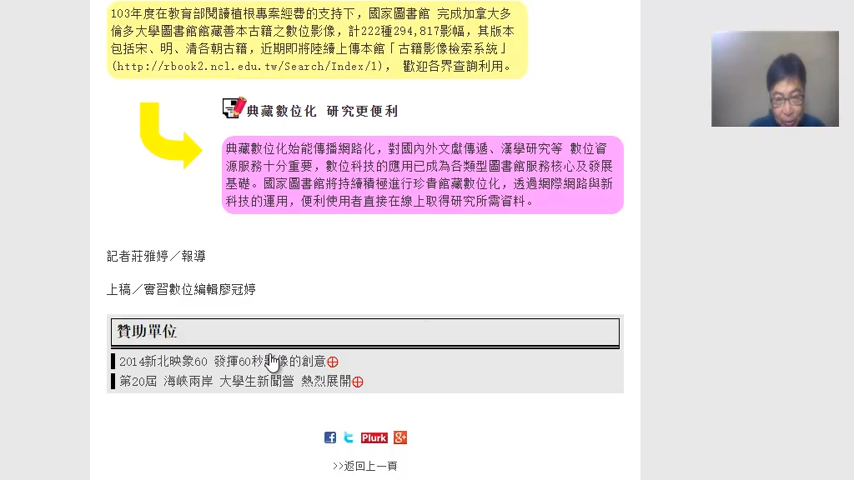 103年度在教育部閱讀植根專案經費的支持下，國家圖書館 完成加拿大多
倫多大學圖書館館藏善本古籍之數位影像，計222種294,817影幅，其版本
包括宋、明、清各朝古籍，近期即將陸續上傳本館「古籍影像檢索系統」
(http://rbook2.ncl.edu.tw/Search/Index/1)， 歡迎各界查詢利用。
典藏數位化 研究更便利
典藏數位化始能傳播網路化，對國內外文獻傳遞、漢學研究等 數位資
源服務十分重要，數位科技的應用已成為各類型圖書館服務核心及發展
基礎。國家圖書館將持續積極進行珍貴館藏數位化，透過網際網路與新
科技的運用，便利使用者直接在線上取得研究所需資料。
記者莊雅婷／報導
上稿／實習數位編輯廖冠婷
贊助單位
2014新北映象60 發揮60秒影像的創意
第20屆 海峽兩岸 大學生新聞營 熱烈展開
Plurk
>>返回上一頁